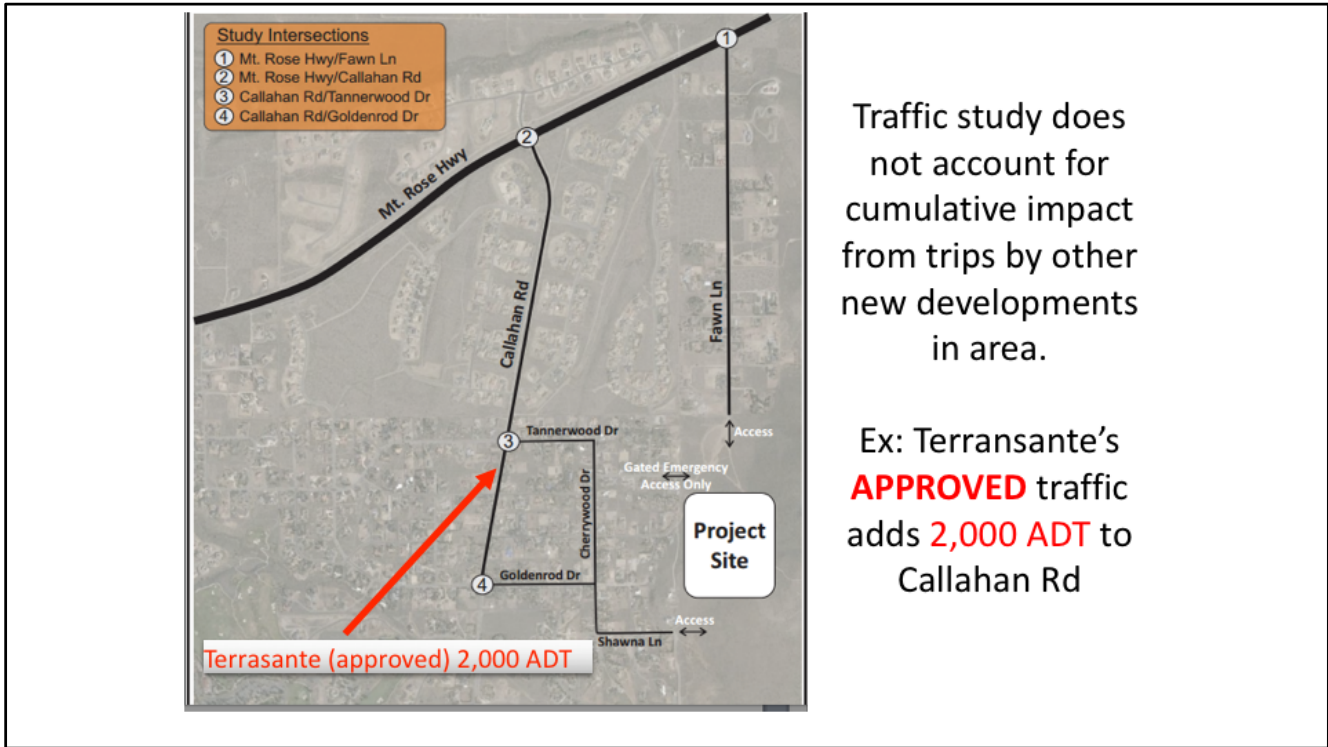 Study Intersections
1 Mt. Rose Hwy/Fawn Ln
2 Mt. Rose Hwy/Callahan Rd
3 Callahan Rd/Tannerwood Dr
4 Callahan Rd/Goldenrod Dr
1
2
Mt. Rose Hwy
Callahan Rd
Fawn Ln
3
Tannerwood Dr
Access
Gated Emergency
Access Only
Cherrywood Dr
Project
Site
4
Goldenrod Dr
Access
Shawna Ln
Terrasante (approved) 2,000 ADT
Traffic study does
not account for
cumulative impact
from trips by other
new developments
in area.
Ex: Terransante’s
APPROVED traffic
adds 2,000 ADT to
Callahan Rd